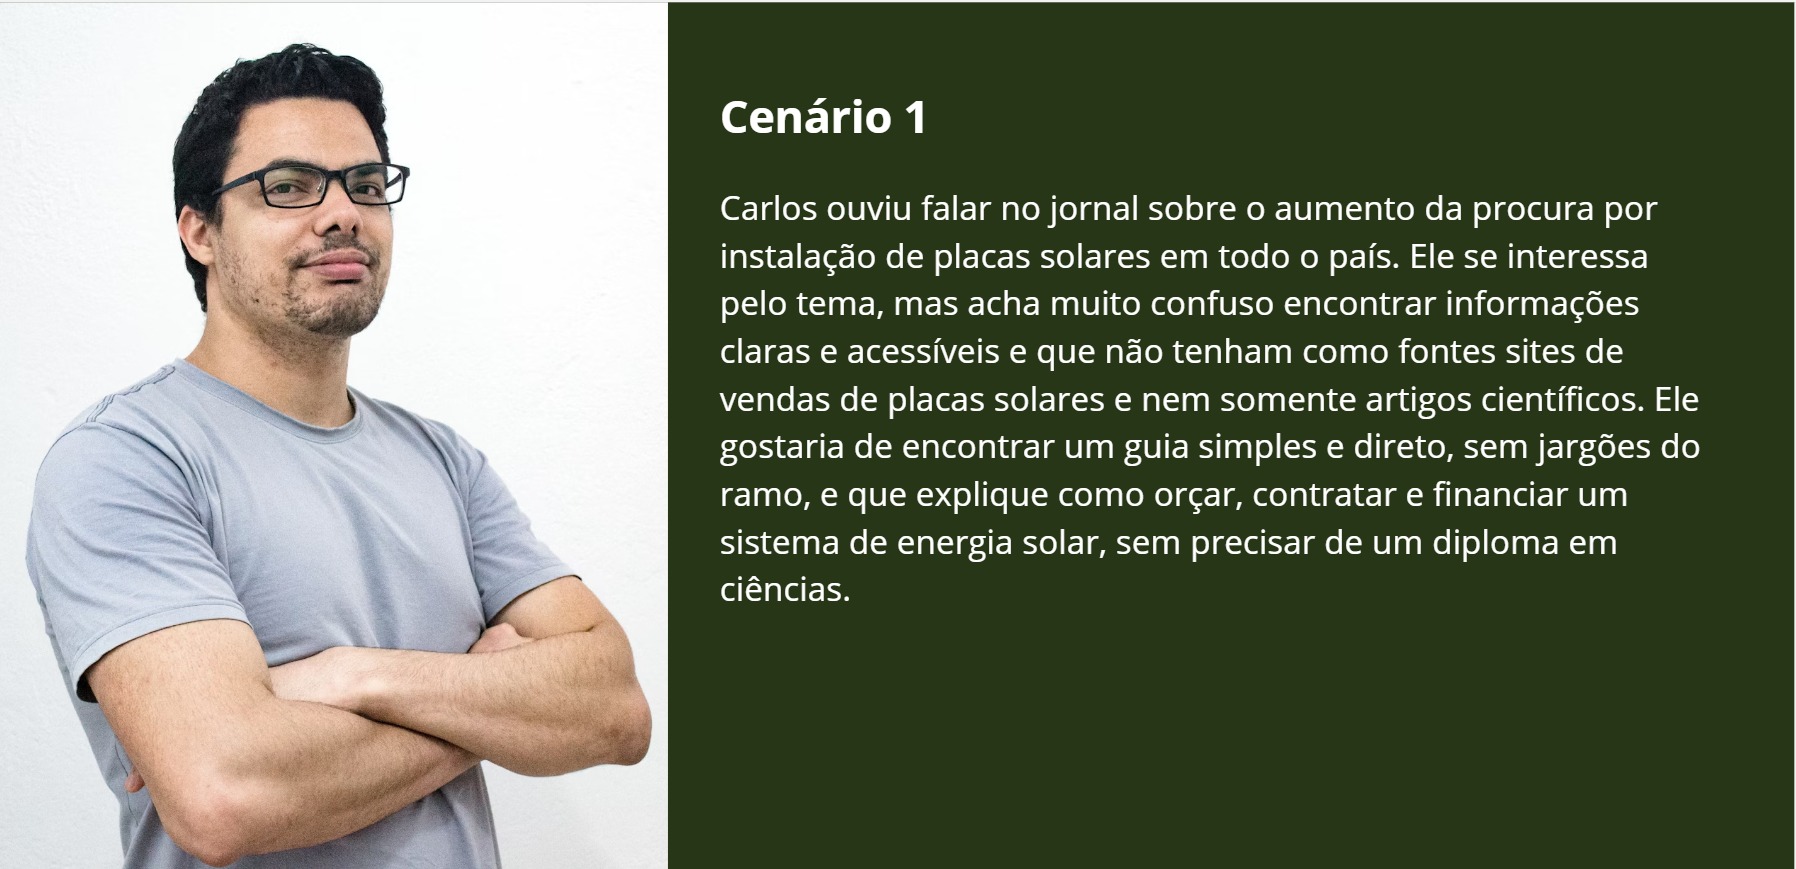 Cenário 1
Carlos ouviu falar no jornal sobre o aumento da procura por
instalação de placas solares em todo o país. Ele se interessa
pelo tema, mas acha muito confuso encontrar informações
claras e acessíveis e que não tenham como fontes sites de
vendas de placas solares e nem somente artigos científicos. Ele
gostaria de encontrar um guia simples e direto, sem jargões do
ramo, e que explique como orçar, contratar e financiar um
sistema de energia solar, sem precisar de um diploma em
ciências.